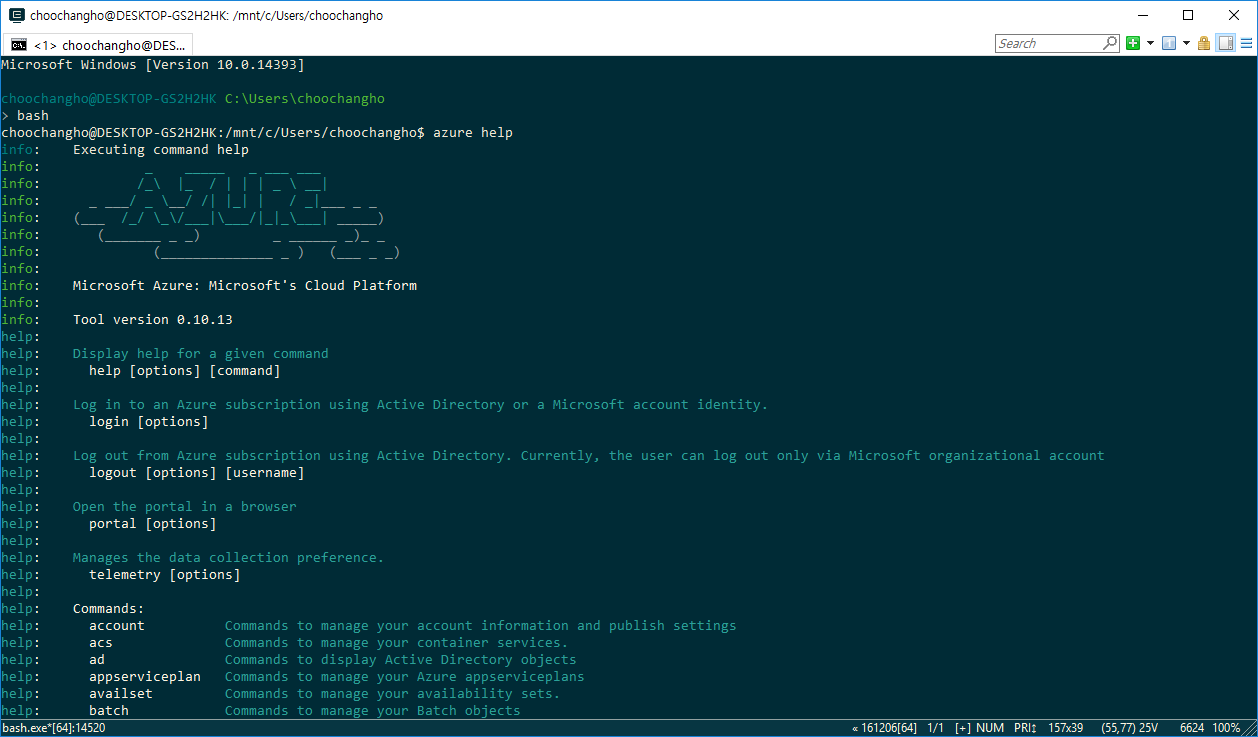 choochangho@DESKTOP-GS2H2HK: /mnt/c/Users/choochangho
<1> choochangho@DES...
Search
Microsoft Windows [Version 10.0.14393]
choochangho@DESKTOP-GS2H2HK C:\Users\choochangho
> bash
choochangho@DESKTOP-GS2H2HK:/mnt/c/Users/choochangho$ azure help
info:    Executing command help
info:             _    _____   _ ___ ___
info:            /_\  |_  / | | | _ \ __|
info:      _ ___/ _ \__/ /| |_| |   / _|___ _ _
info:    (___  /_/ \_\/___|\___/|_|_\___| _____)
info:       (_______ _ _)         _ ______ _)_ _
info:              (______________ _ )   (___ _ _)
info:
info:    Microsoft Azure: Microsoft's Cloud Platform
info:
info:    Tool version 0.10.13
help:
help:    Display help for a given command
help:      help [options] [command]
help:
help:    Log in to an Azure subscription using Active Directory or a Microsoft account identity.
help:      login [options]
help:
help:    Log out from Azure subscription using Active Directory. Currently, the user can log out only via Microsoft organizational account
help:      logout [options] [username]
help:
help:    Open the portal in a browser
help:      portal [options]
help:
help:    Manages the data collection preference.
help:      telemetry [options]
help:
help:    Commands:
help:      account          Commands to manage your account information and publish settings
help:      acs              Commands to manage your container services.
help:      ad               Commands to display Active Directory objects
help:      appserviceplan   Commands to manage your Azure appserviceplans
help:      availset         Commands to manage your availability sets.
help:      batch            Commands to manage your Batch objects
bash.exe*[64]:14520 « 161206[64] 1/1 [+] NUM PRI↕ 157x39 (55,77) 25V 6624 100%